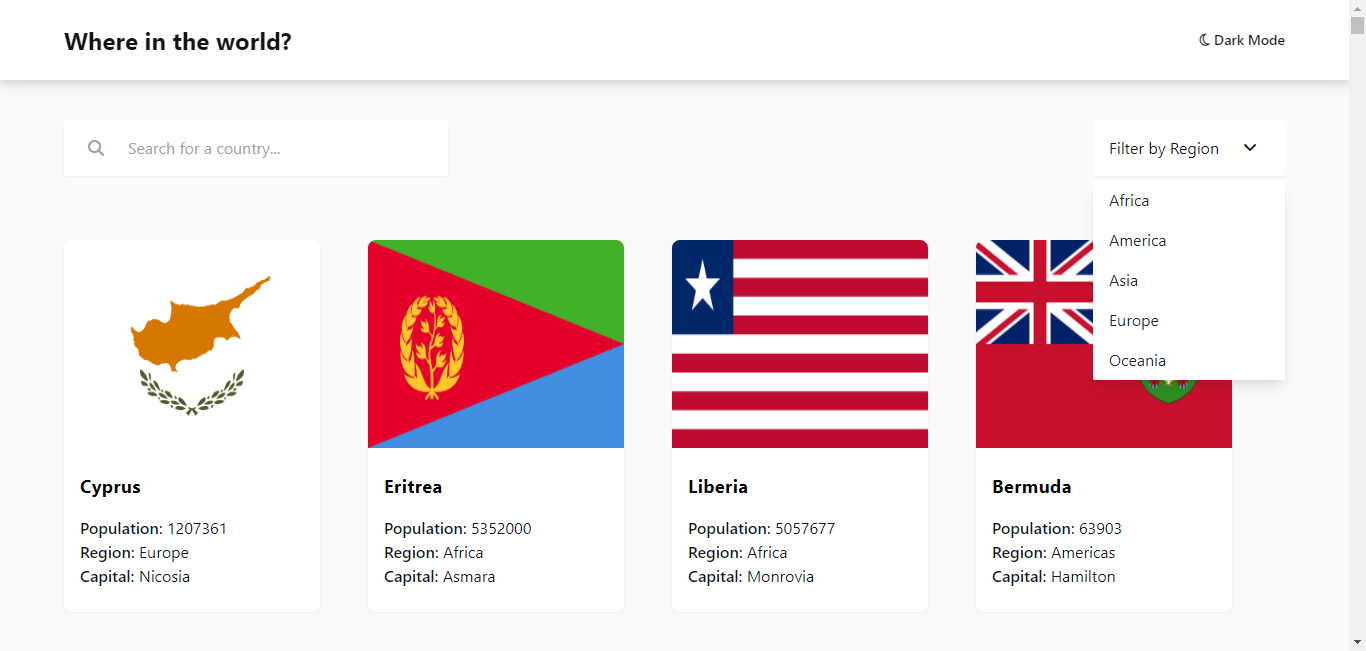 Where in the world?
Dark Mode
Search for a country...
Filter by Region
Africa
America
Asia
Europe
Oceania
Cyprus
Population: 1207361
Region: Europe
Capital: Nicosia
Eritrea
Population: 5352000
Region: Africa
Capital: Asmara
Liberia
Population: 5057677
Region: Africa
Capital: Monrovia
Bermuda
Population: 63903
Region: Americas
Capital: Hamilton